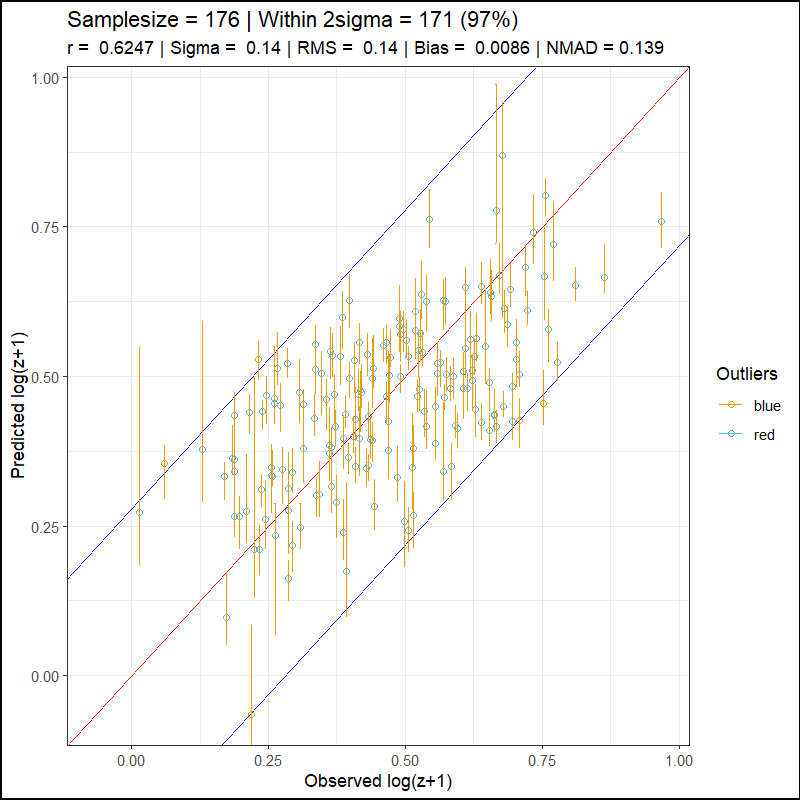 Samplesize = 176 | Within 2sigma = 171 (97%)
r = 0.6247 | Sigma = 0.14 | RMS = 0.14 | Bias = 0.0086 | NMAD = 0.139
1.00
0.75
0.50
0.25
0.00
Predicted log(z+1)
0.00 0.25 0.50 0.75 1.00
Observed log(z+1)
Outliers
blue
red